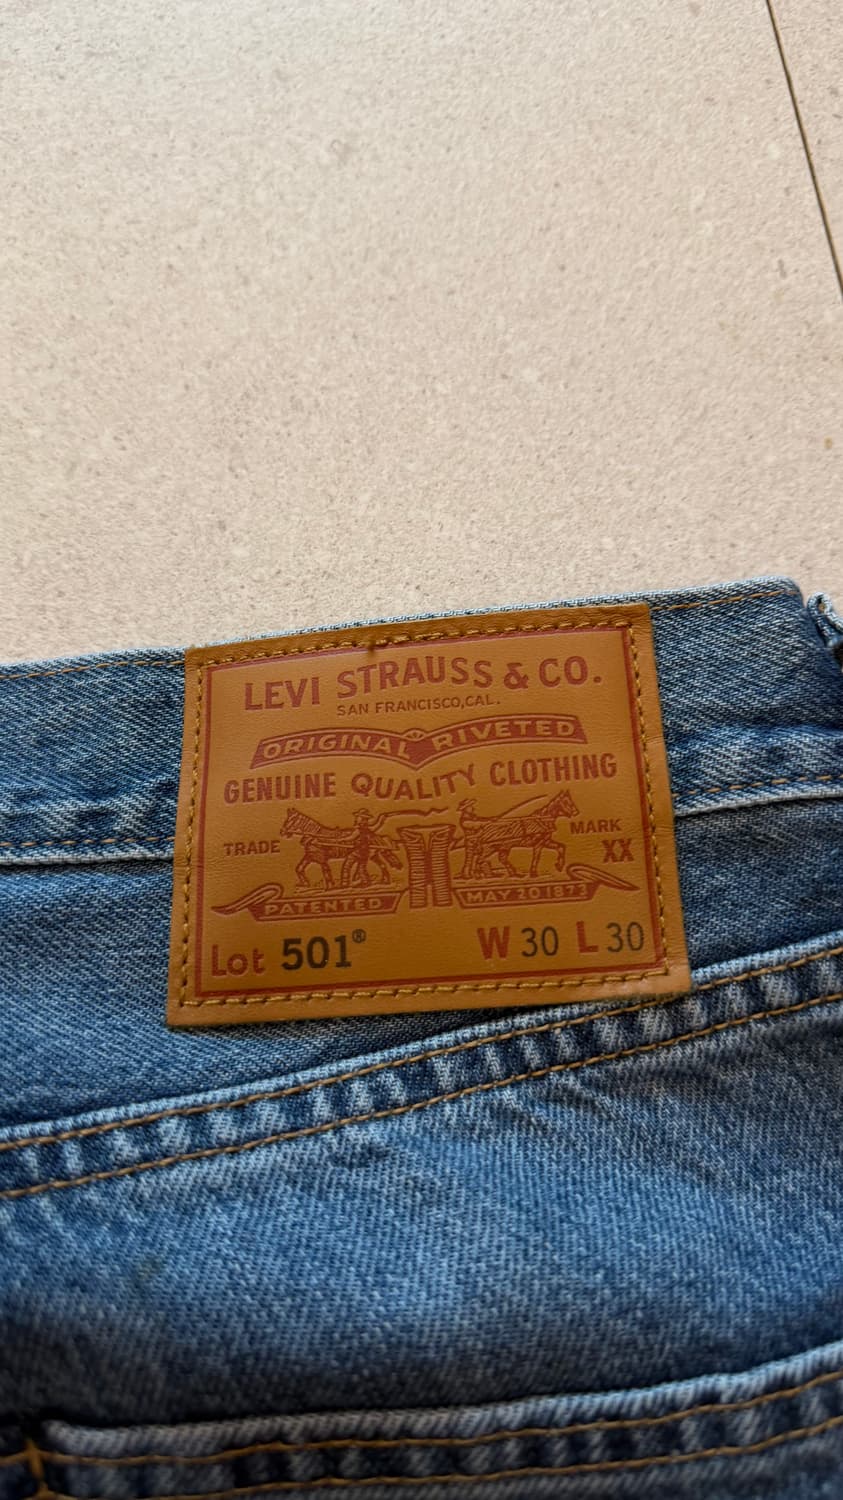 LEVI STRAUSS & CO.
SAN FRANCISCO, CAL.
ORIGINAL RIVETED
GENUINE QUALITY CLOTHING
TRADE MARK
XX
PATENTED MAY 20 1873
Lot 501® W 30 L 30